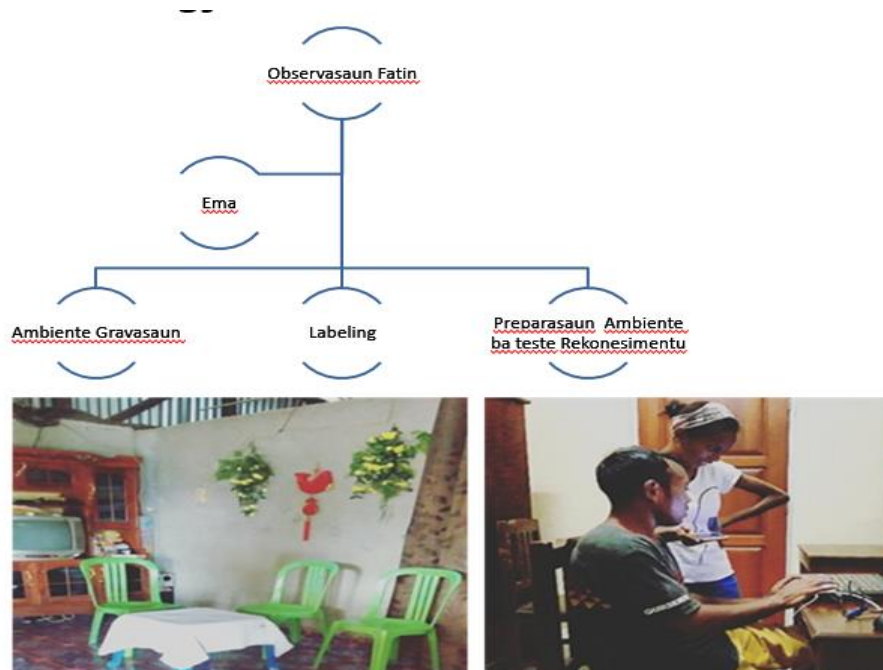 Observasaun Fatin
Ema
Ambiente Gravasaun
Labeling
Preparasaun Ambiente
ba teste Rekonesimentu